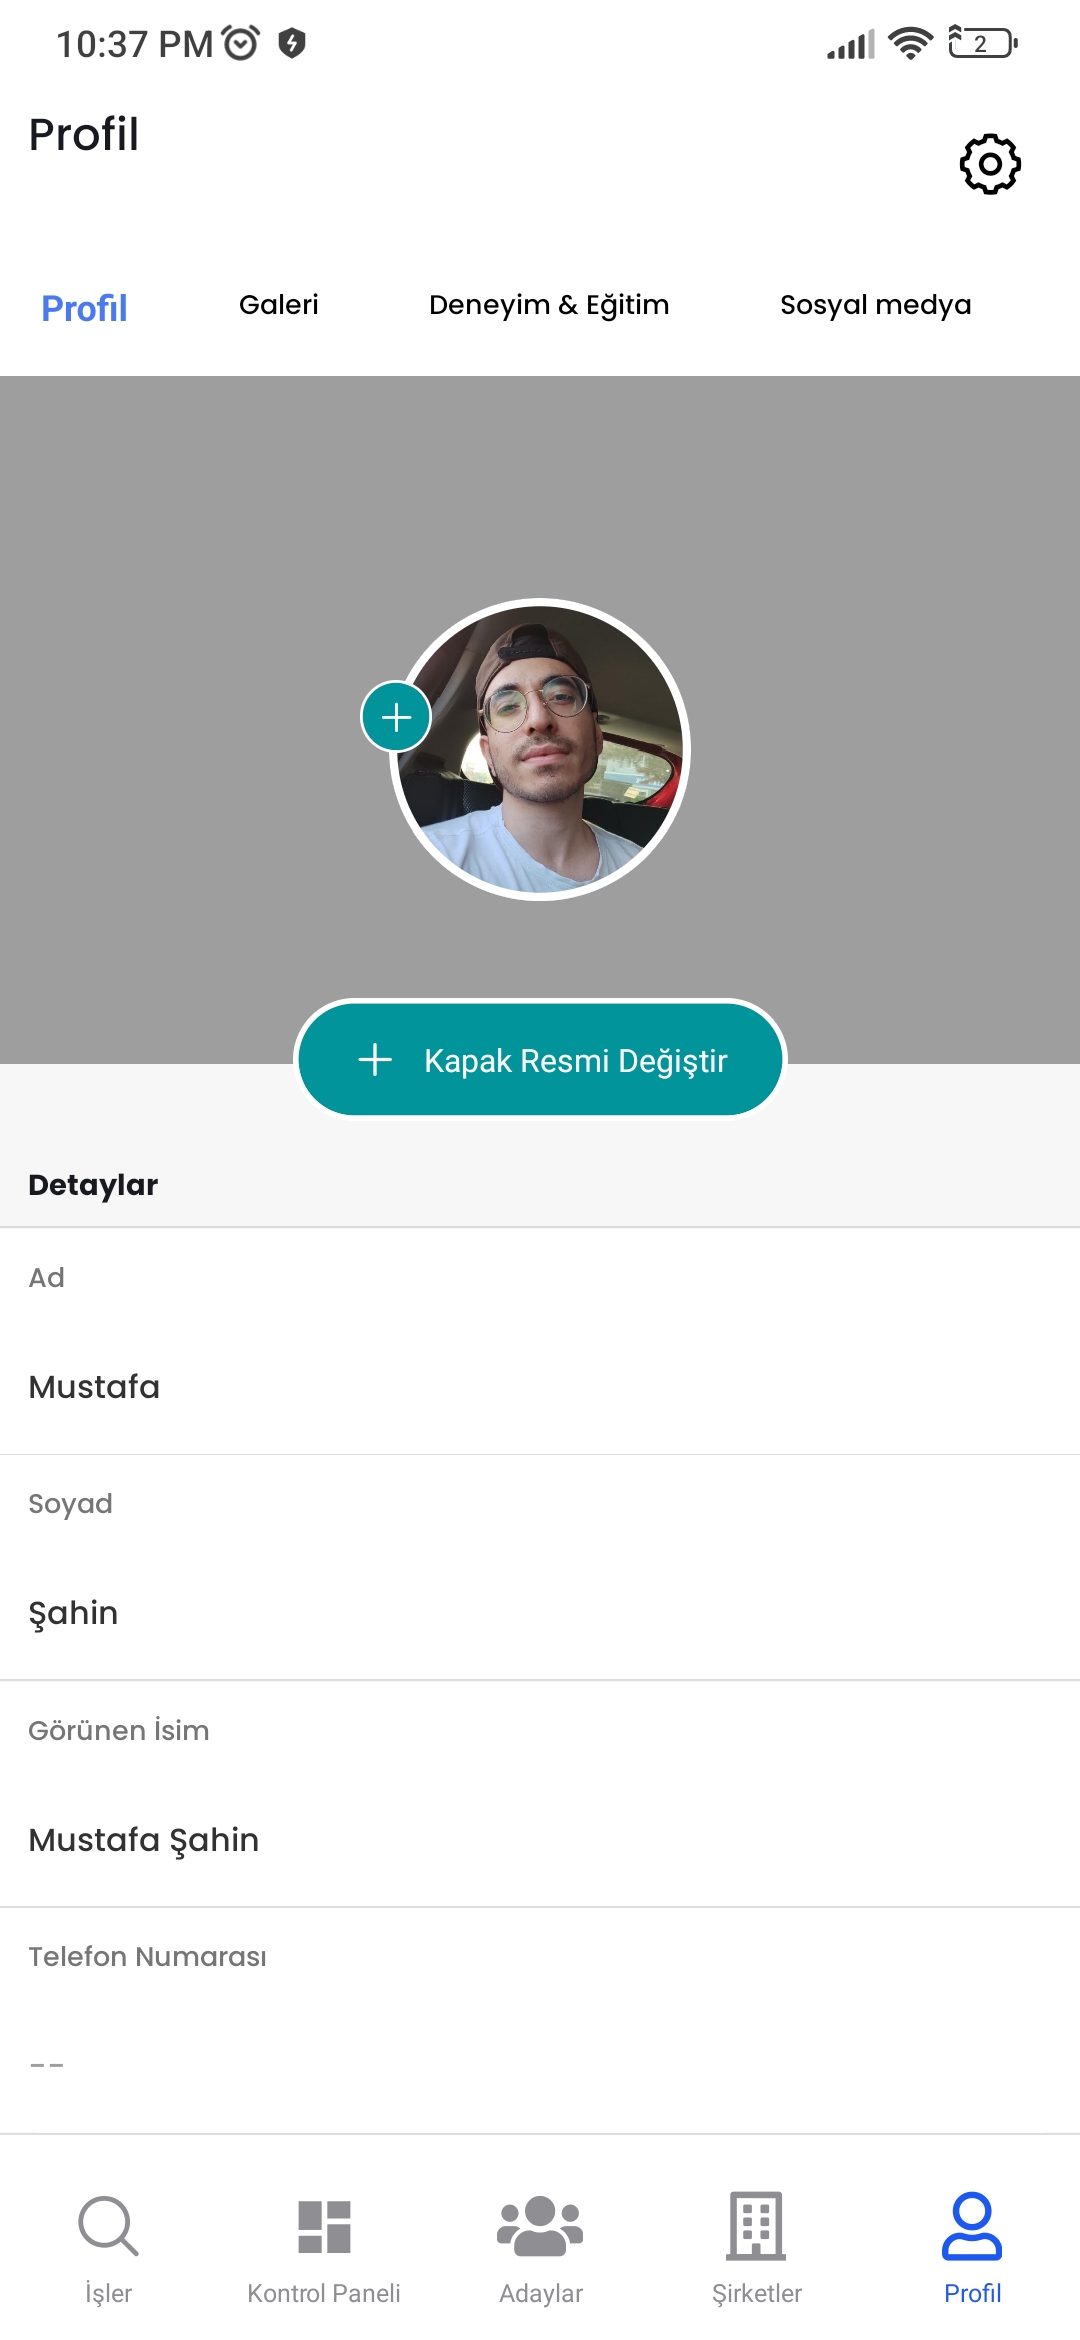 10:37 PM
2
Profil
Profil
Galeri
Deneyim & Eğitim
Sosyal medya
Kapak Resmi Değiştir
Detaylar
Ad
Mustafa
Soyad
Şahin
Görünen İsim
Mustafa Şahin
Telefon Numarası
--
İşler
Kontrol Paneli
Adaylar
Şirketler
Profil